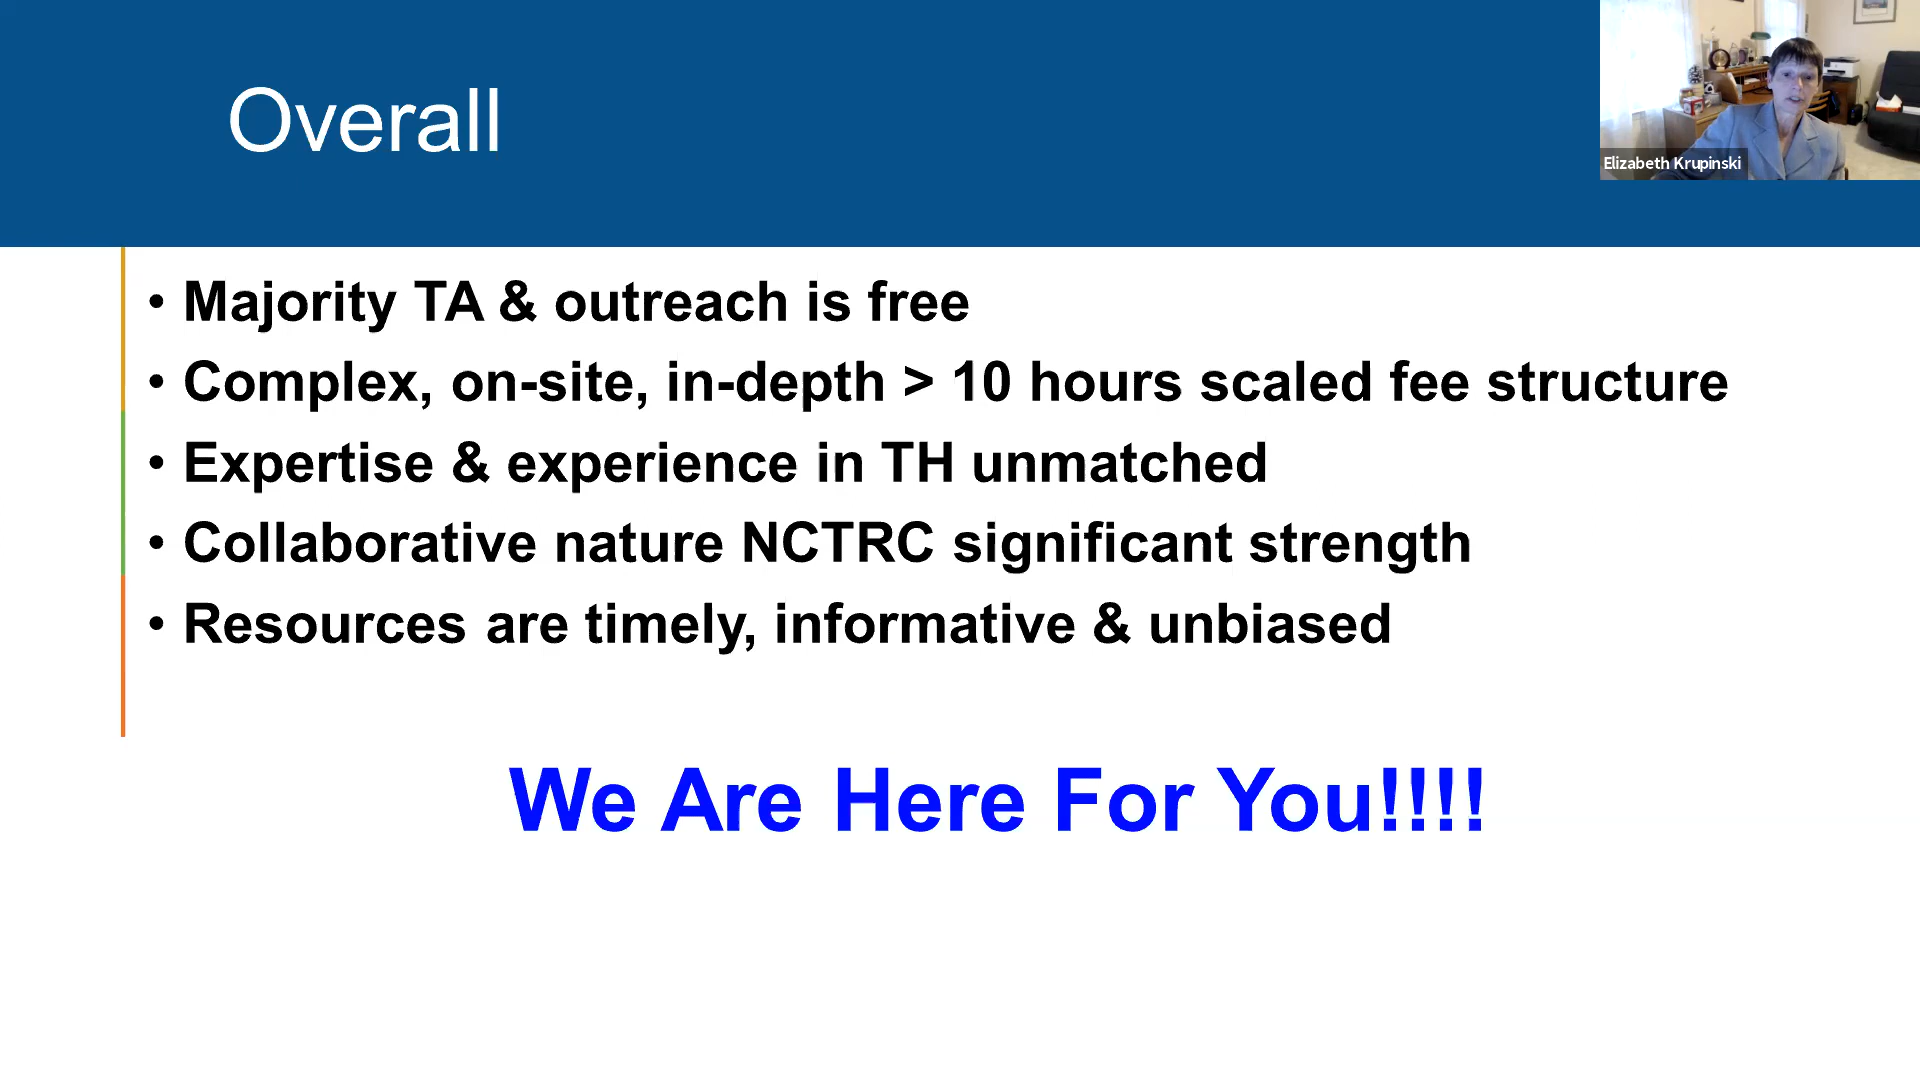 Overall
Elizabeth Krupinski
• Majority TA & outreach is free
• Complex, on-site, in-depth > 10 hours scaled fee structure
• Expertise & experience in TH unmatched
• Collaborative nature NCTRC significant strength
• Resources are timely, informative & unbiased
We Are Here For You!!!!